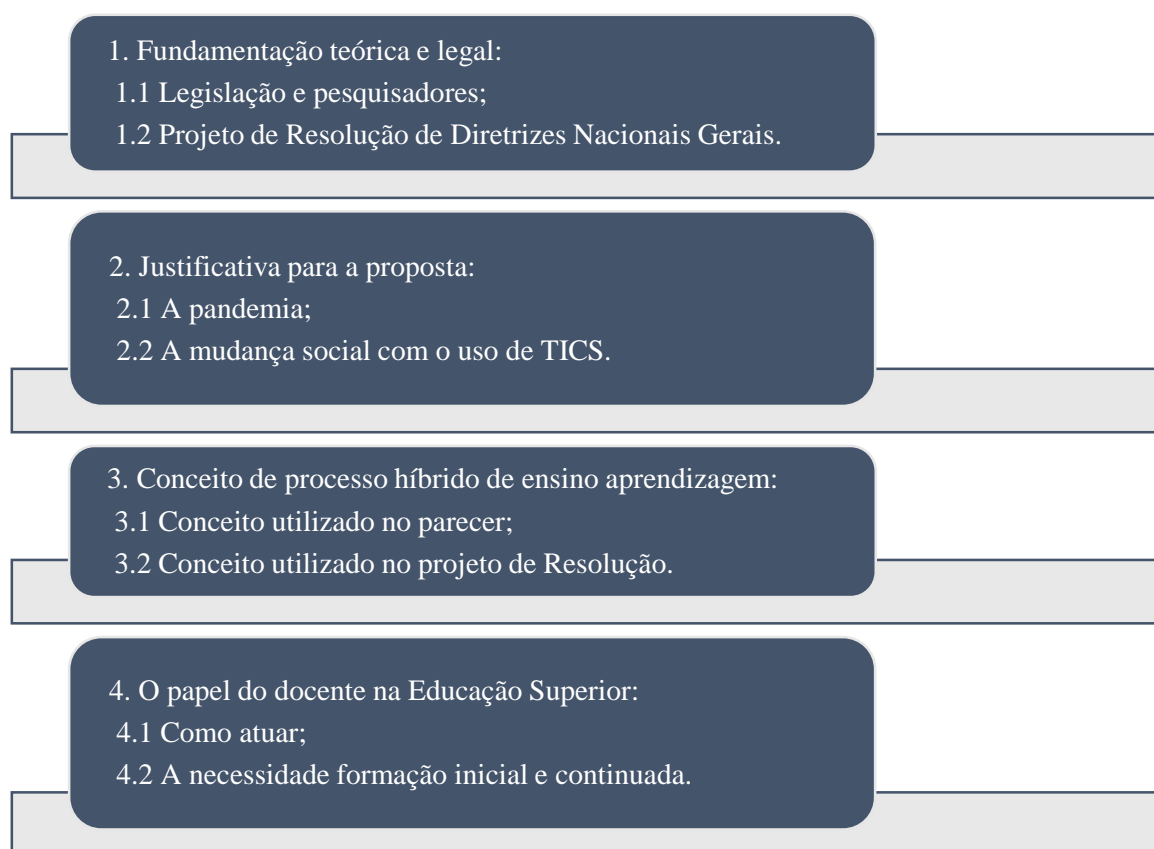 1. Fundamentação teórica e legal:
1.1 Legislação e pesquisadores;
1.2 Projeto de Resolução de Diretrizes Nacionais Gerais.
2. Justificativa para a proposta:
2.1 A pandemia;
2.2 A mudança social com o uso de TICS.
3. Conceito de processo híbrido de ensino aprendizagem:
3.1 Conceito utilizado no parecer;
3.2 Conceito utilizado no projeto de Resolução.
4. O papel do docente na Educação Superior:
4.1 Como atuar;
4.2 A necessidade formação inicial e continuada.